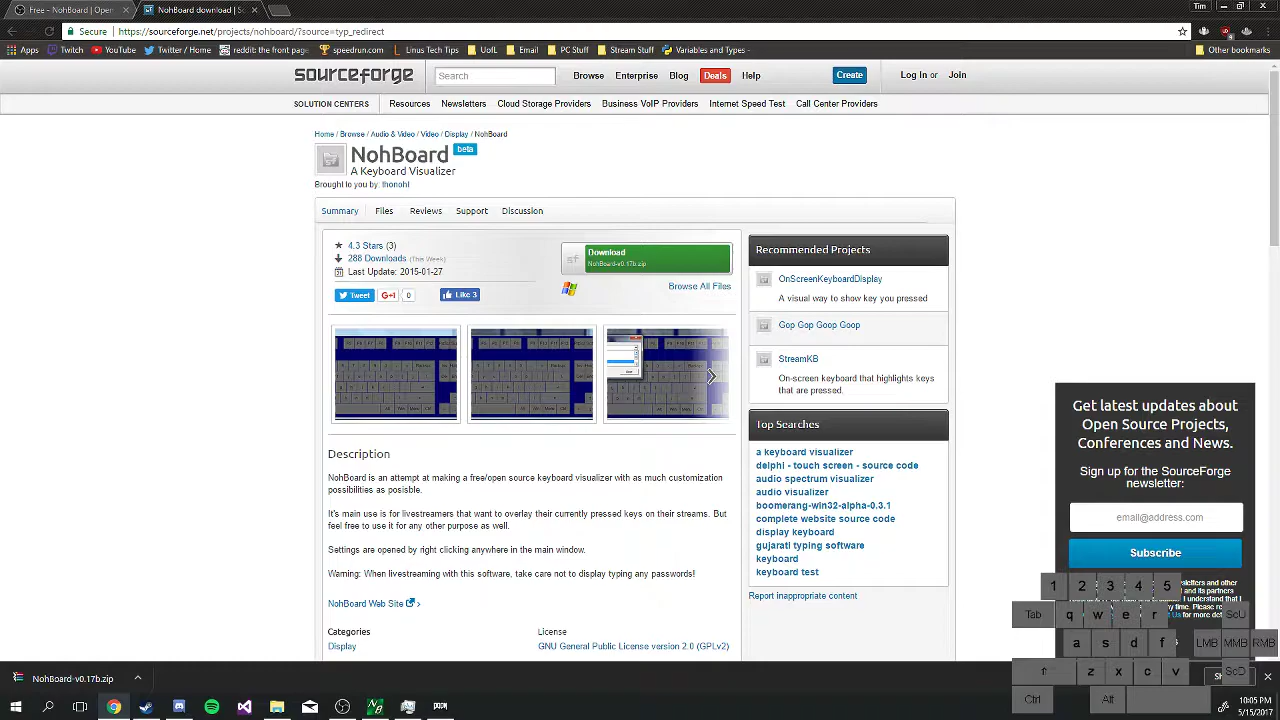 Free - NohBoard | Open
NohBoard download | S
Tim
Secure
https://sourceforge.net/projects/nohboard/?source=typ_redirect
Apps Twitch YouTube Twitter / Home reddit: the front page speedrun.com Linus Tech Tips UofL Email PC Stuff Stream Stuff Variables and Types - Other bookmarks
sourceforge Search Browse Enterprise Blog Deals Help Create Log In or Join
SOLUTION CENTERS Resources Newsletters Cloud Storage Providers Business VoIP Providers Internet Speed Test Call Center Providers
Home / Browse / Audio & Video / Video / Display / NohBoard
NohBoard beta
A Keyboard Visualizer
Brought to you by: thonohl
Summary Files Reviews Support Discussion
4.3 Stars (3)
288 Downloads (This Week)
Last Update: 2015-01-27
Tweet G+1 0 Like 3
sf Download
NohBoard-v0.17b.zip
Browse All Files
Description
NohBoard is an attempt at making a free/open source keyboard visualizer with as much customization
possibilities as posisble.
It's main use is for livestreamers that want to overlay their currently pressed keys on their streams. But
feel free to use it for any other purpose as well.
Settings are opened by right clicking anywhere in the main window.
Warning: When livestreaming with this software, take care not to display typing any passwords!
NohBoard Web Site
Categories
Display
License
GNU General Public License version 2.0 (GPLv2)
Recommended Projects
OnScreenKeyboardDisplay
A visual way to show key you pressed
Gop Gop Goop Goop
StreamKB
On-screen keyboard that highlights keys
that are pressed.
Top Searches
a keyboard visualizer
delphi - touch screen - source code
audio spectrum visualizer
audio visualizer
boomerang-win32-alpha-0.3.1
complete website source code
display keyboard
gujarati typing software
keyboard
keyboard test
Report inappropriate content
Get latest updates about
Open Source Projects,
Conferences and News.
Sign up for the SourceForge
newsletter:
email@address.com
Subscribe
1 2 3 4 5
Tab q w e r ScU
a s d f LMB MMB RMB
z x c v ScD
Ctrl Alt
NohBoard-v0.17b.zip
10:05 PM
5/15/2017